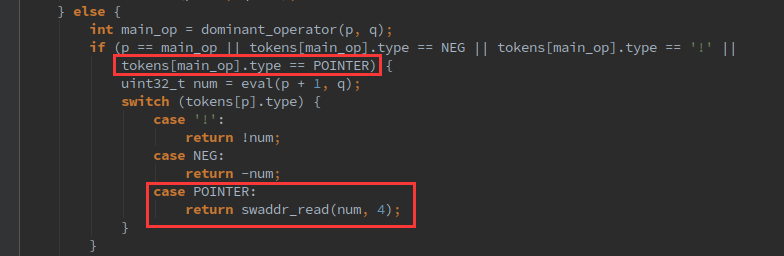 } else {
int main_op = dominant_operator(p, q);
if (p == main_op || tokens[main_op].type == NEG || tokens[main_op].type == '!' ||
tokens[main_op].type == POINTER) {
uint32_t num = eval(p + 1, q);
switch (tokens[p].type) {
case '!':
return !num;
case NEG:
return -num;
case POINTER:
return swaddr_read(num, 4);
}
}